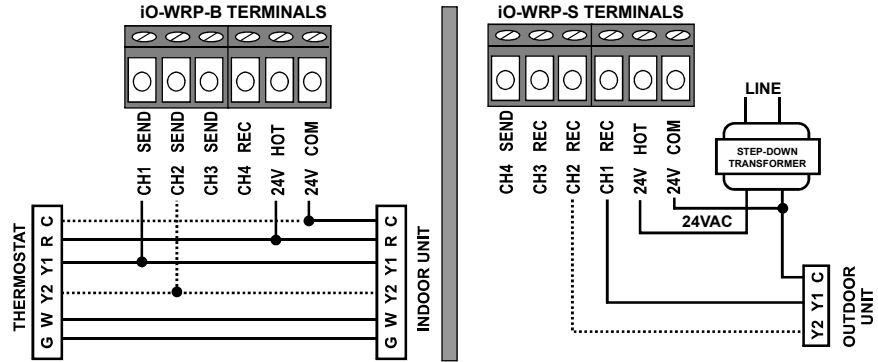 iO-WRP-B TERMINALS
CH1 SEND
CH2 SEND
CH3 SEND
CH4 REC
24V HOT
24V COM
THERMOSTAT
C
R
Y1
Y2
W
G
C
R
Y1
Y2
W
G
INDOOR UNIT
iO-WRP-S TERMINALS
CH4 SEND
CH3 REC
CH2 REC
CH1 REC
24V HOT
24V COM
LINE
STEP-DOWN
TRANSFORMER
24VAC
C
Y1
Y2
OUTDOOR
UNIT